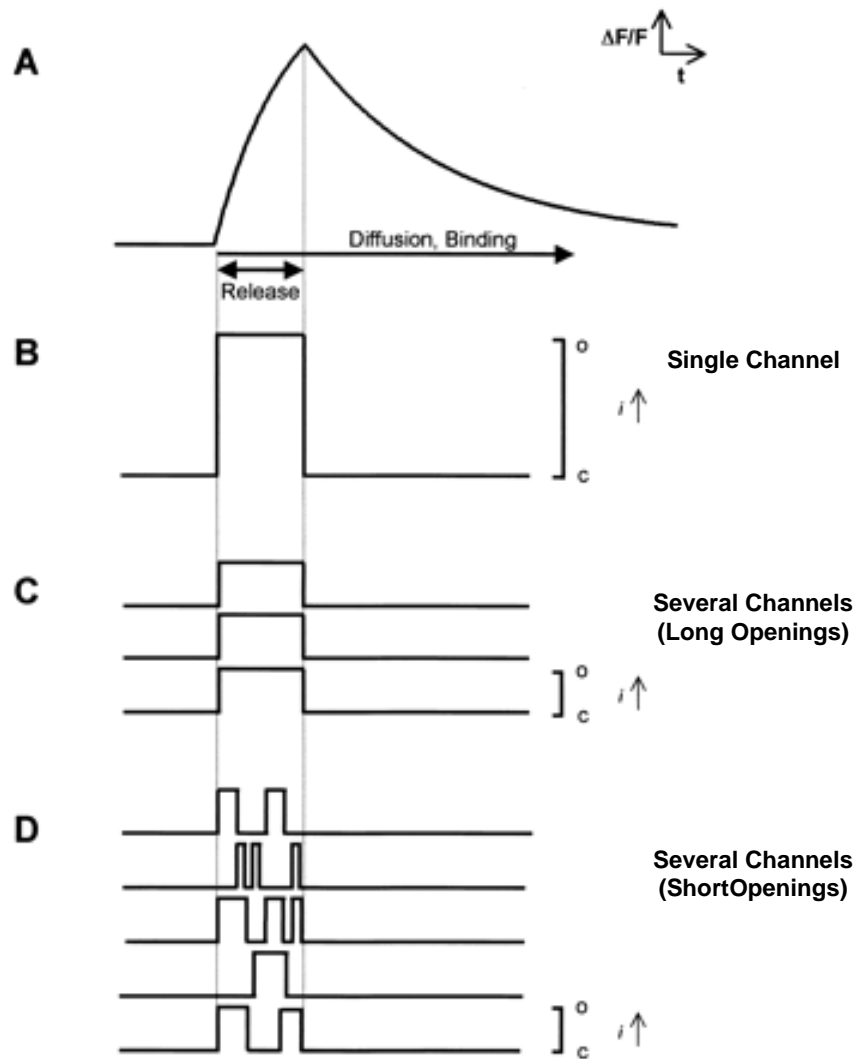 A
ΔF/F
t
Diffusion, Binding
Release
B
o
Single Channel
i
c
C
Several Channels
(Long Openings)
o
i
c
D
Several Channels
(ShortOpenings)
o
i
c